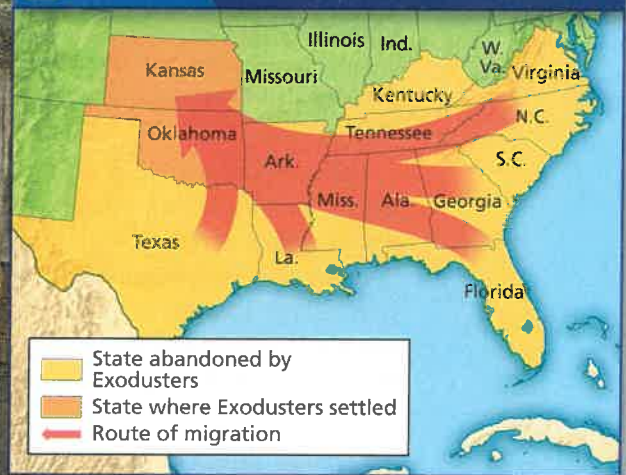 Illinois Ind.
W.
Va. Virginia
Kansas
Missouri
Kentucky
N.C.
Oklahoma
Tennessee
Ark.
S.C.
Miss. Ala. Georgia
Texas
La.
Florida
State abandoned by
Exodusters
State where Exodusters settled
Route of migration